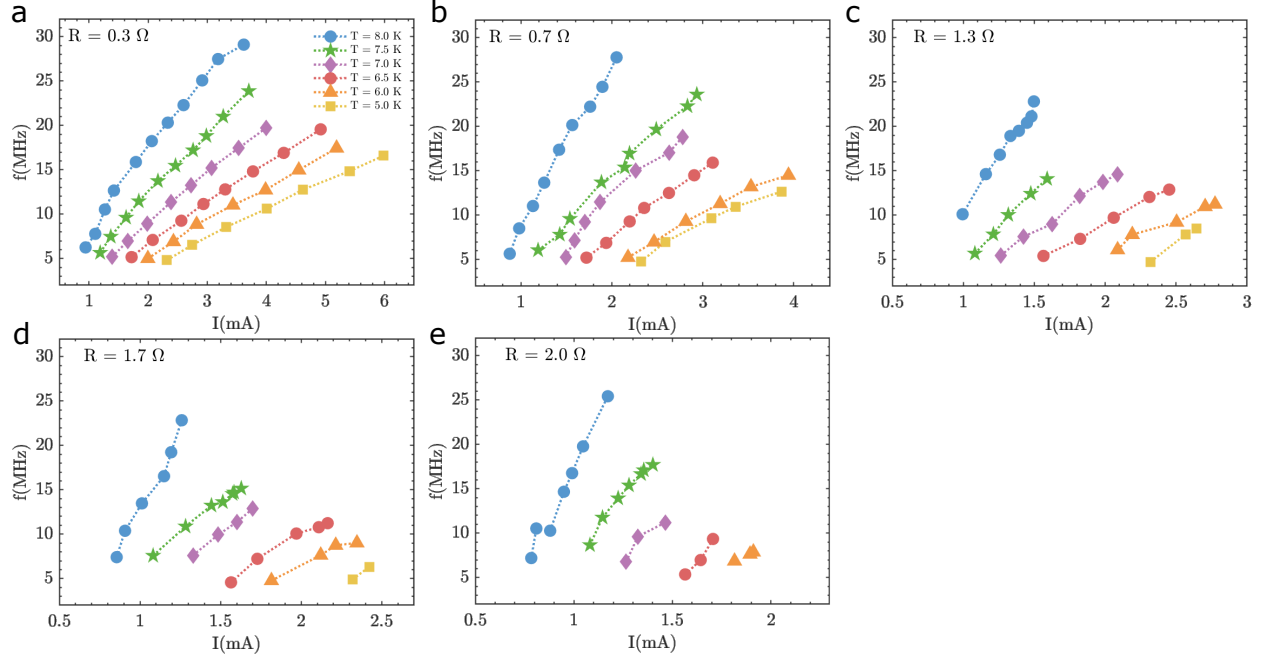 a
R = 0.3 Ω
T = 8.0 K
T = 7.5 K
T = 7.0 K
T = 6.5 K
T = 6.0 K
T = 5.0 K
30
25
20
15
10
5
f(MHz)
1 2 3 4 5 6
I(mA)
b
R = 0.7 Ω
30
25
20
15
10
5
f(MHz)
1 2 3 4
I(mA)
c
R = 1.3 Ω
30
25
20
15
10
5
f(MHz)
0.5 1 1.5 2 2.5 3
I(mA)
d
R = 1.7 Ω
30
25
20
15
10
5
f(MHz)
0.5 1 1.5 2 2.5
I(mA)
e
R = 2.0 Ω
30
25
20
15
10
5
f(MHz)
0.5 1 1.5 2
I(mA)